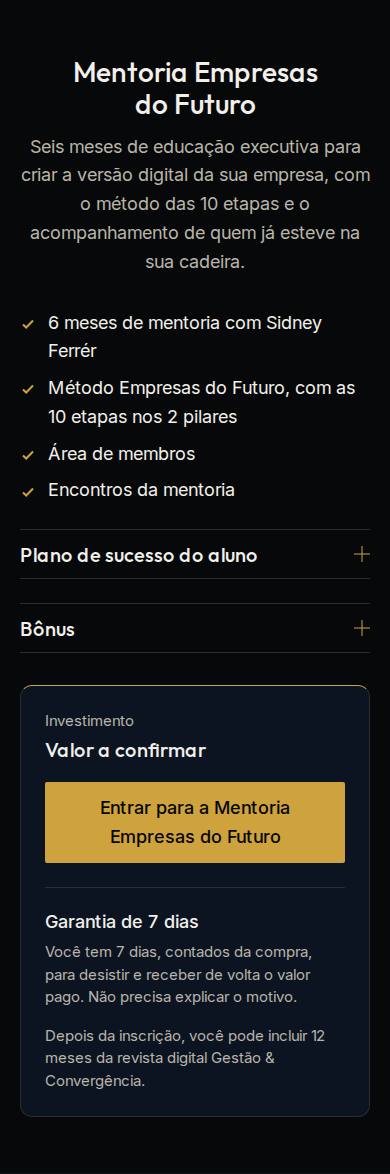 Mentoria Empresas
do Futuro
Seis meses de educação executiva para
criar a versão digital da sua empresa, com
o método das 10 etapas e o
acompanhamento de quem já esteve na
sua cadeira.
6 meses de mentoria com Sidney
Ferrér
Método Empresas do Futuro, com as
10 etapas nos 2 pilares
Área de membros
Encontros da mentoria
Plano de sucesso do aluno
Bônus
Investimento
Valor a confirmar
Entrar para a Mentoria
Empresas do Futuro
Garantia de 7 dias
Você tem 7 dias, contados da compra,
para desistir e receber de volta o valor
pago. Não precisa explicar o motivo.
Depois da inscrição, você pode incluir 12
meses da revista digital Gestão &
Convergência.